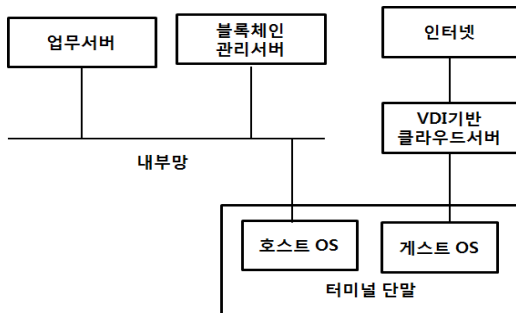 업무서버
블록체인
관리서버
인터넷
VDI기반
클라우드서버
내부망
호스트 OS
게스트 OS
터미널 단말